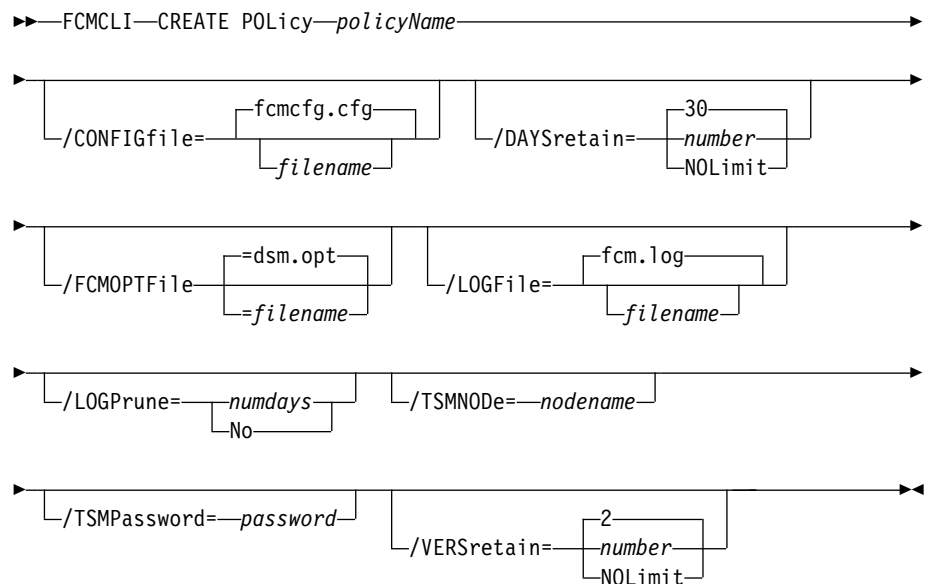 FCMCLI CREATE POLicy policyName
fcmcfg.cfg 30
/CONFIGfile= /DAYSretain= number
filename NOLimit
=dsm.opt fcm.log
/FCMOPTFile /LOGFile=
=filename filename
/LOGPrune= numdays /TSMNODe= nodename
No
/TSMPassword= password 2
/VERSretain= number
NOLimit